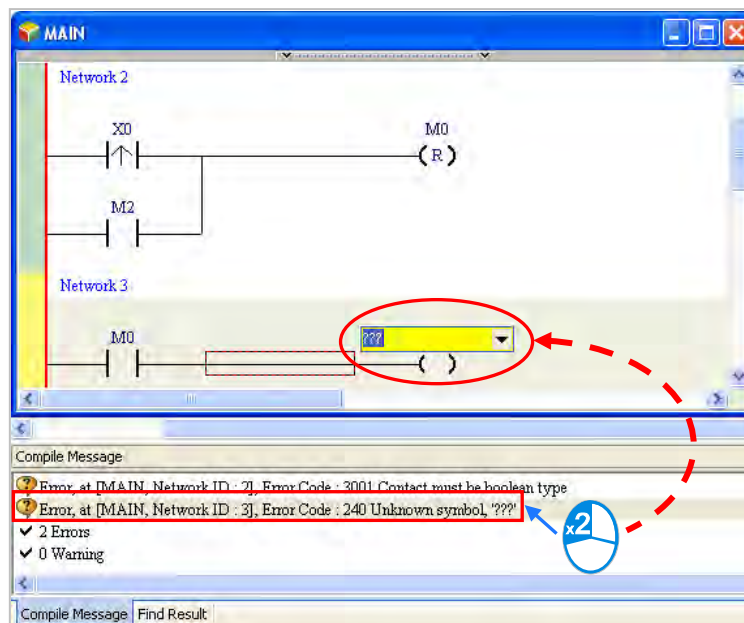 MAIN
Network 2
X0 M0
( R )
M2
Network 3
M0 ???
( )
Compile Message
Error, at [MAIN, Network ID : 2], Error Code : 3001 Contact must be boolean type
Error, at [MAIN, Network ID : 3], Error Code : 240 Unknown symbol, '???'
2 Errors
0 Warning
x2
Compile Message Find Result